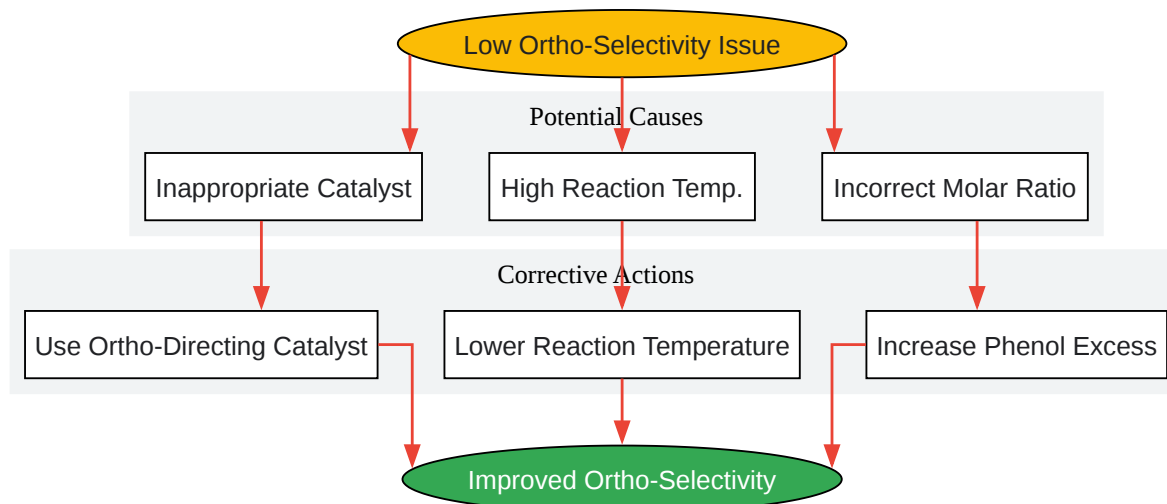 Low Ortho-Selectivity Issue
Potential Causes
Inappropriate Catalyst
High Reaction Temp.
Incorrect Molar Ratio
Corrective Actions
Use Ortho-Directing Catalyst
Lower Reaction Temperature
Increase Phenol Excess
Improved Ortho-Selectivity